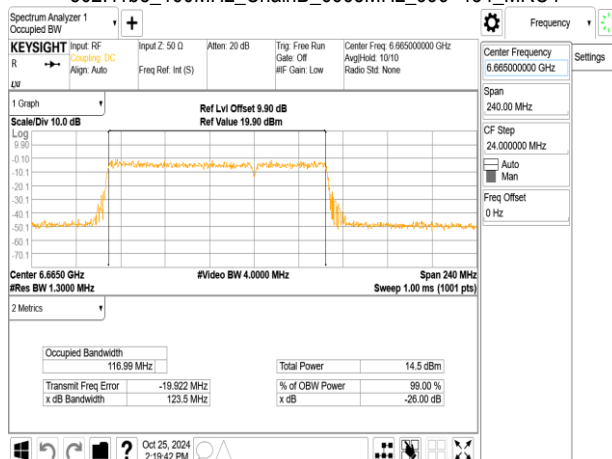 Spectrum Analyzer 1
Occupied BW
+
Frequency
KEYSIGHT Input: RF Input Z: 50 Ω Atten: 20 dB Trig: Free Run Center Freq: 6.665000000 GHz
R Coupling: DC Gate: Off Avg|Hold: 10/10
Align: Auto Freq Ref: Int (S) #IF Gain: Low Radio Std: None
LXI
Center Frequency
6.665000000 GHz
Settings
Span
240.00 MHz
CF Step
24.000000 MHz
Auto
Man
Freq Offset
0 Hz
1 Graph
Ref Lvl Offset 9.90 dB
Scale/Div 10.0 dB Ref Value 19.90 dBm
Log
9.90
-0.10
-10.1
-20.1
-30.1
-40.1
-50.1
-60.1
-70.1
Center 6.6650 GHz #Video BW 4.0000 MHz Span 240 MHz
#Res BW 1.3000 MHz Sweep 1.00 ms (1001 pts)
2 Metrics
Occupied Bandwidth
116.99 MHz
Total Power 14.5 dBm
Transmit Freq Error -19.922 MHz % of OBW Power 99.00 %
x dB Bandwidth 123.5 MHz x dB -26.00 dB
? Oct 25, 2024
2:19:42 PM